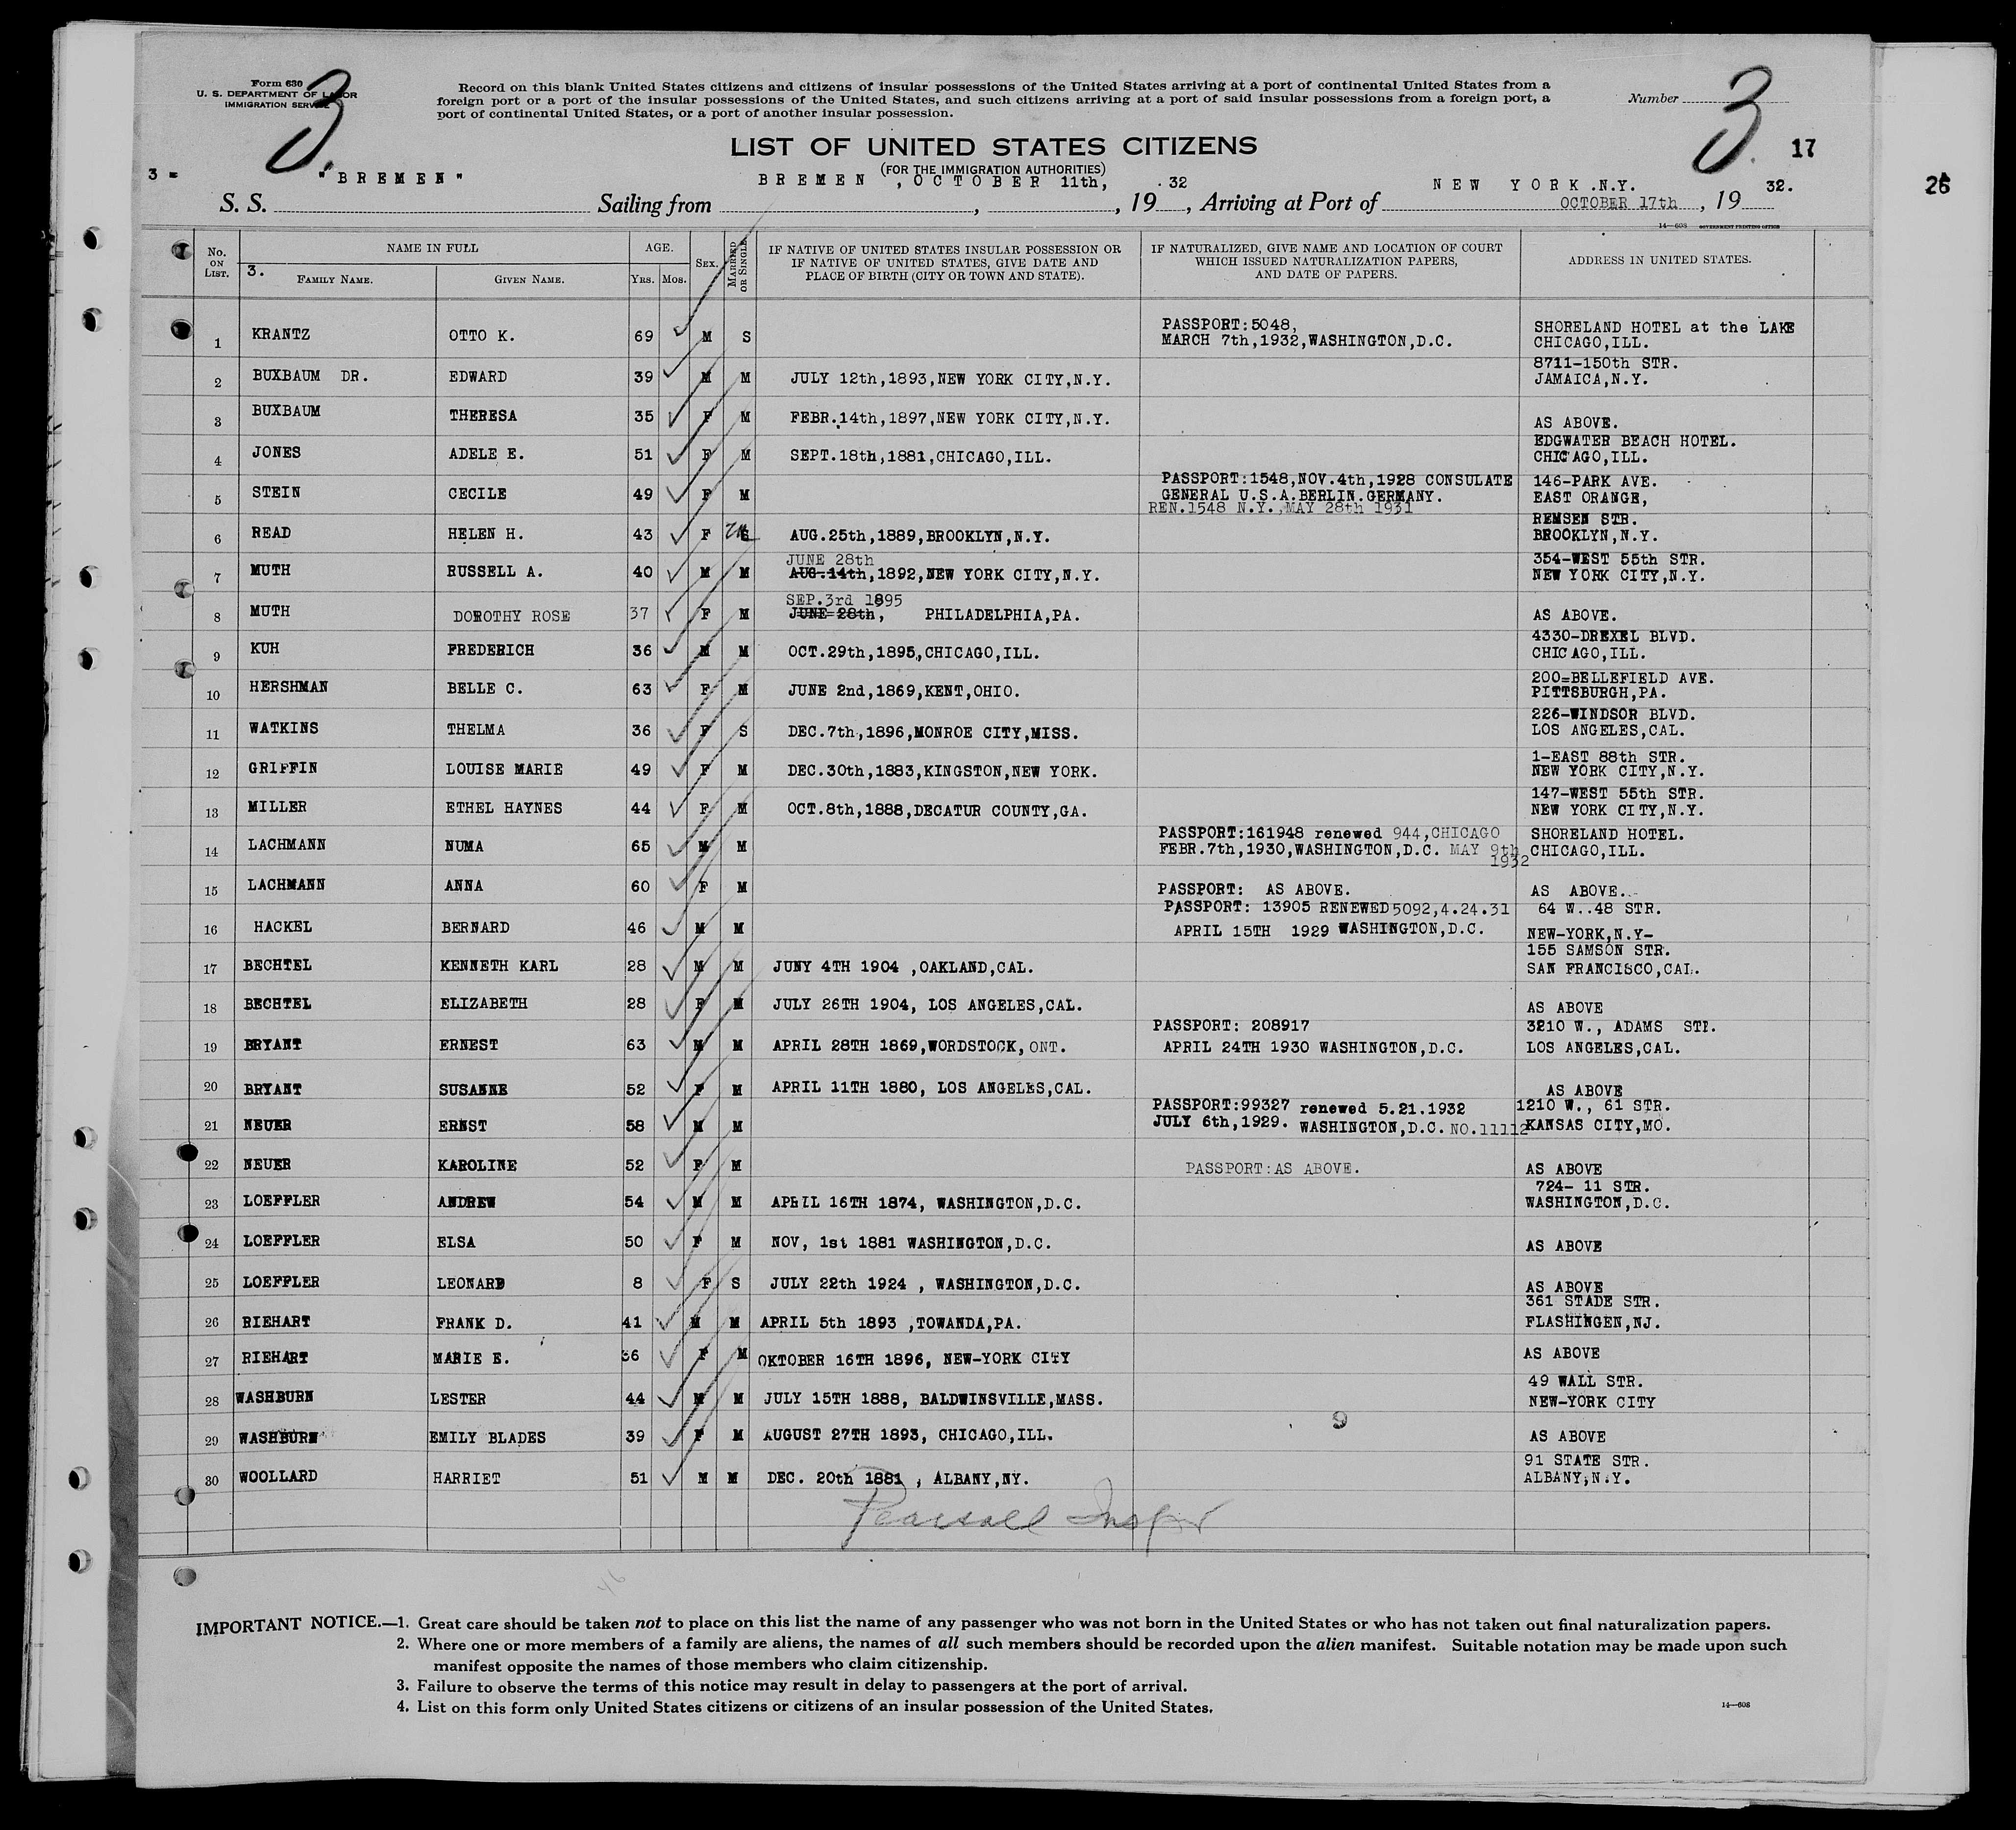 Form 630
U. S. DEPARTMENT OF LABOR
IMMIGRATION SERVICE
3
Record on this blank United States citizens and citizens of insular possessions of the United States arriving at a port of continental United States from a
foreign port or a port of the insular possessions of the United States, and such citizens arriving at a port of said insular possessions from a foreign port, a
port of continental United States, or a port of another insular possession.
Number
3
17
26
LIST OF UNITED STATES CITIZENS
(FOR THE IMMIGRATION AUTHORITIES)
3 =
S. S. "BREMEN" Sailing from BREMEN, OCTOBER 11th, 1932, Arriving at Port of NEW YORK.N.Y. OCTOBER 17th, 1932.
14—608 GOVERNMENT PRINTING OFFICE
No. ON LIST. NAME IN FULL AGE. SEX. MARRIED OR SINGLE IF NATIVE OF UNITED STATES INSULAR POSSESSION OR IF NATIVE OF UNITED STATES, GIVE DATE AND PLACE OF BIRTH (CITY OR TOWN AND STATE). IF NATURALIZED, GIVE NAME AND LOCATION OF COURT WHICH ISSUED NATURALIZATION PAPERS, AND DATE OF PAPERS. ADDRESS IN UNITED STATES.
3. FAMILY NAME. GIVEN NAME. YRS. MOS.
1 KRANTZ OTTO K. 69 M S PASSPORT:5048, MARCH 7th,1932,WASHINGTON,D.C. SHORELAND HOTEL at the LAKE CHICAGO,ILL.
2 BUXBAUM DR. EDWARD 39 M M JULY 12th,1893,NEW YORK CITY,N.Y. 8711-150th STR. JAMAICA,N.Y.
3 BUXBAUM THERESA 35 F M FEBR.14th,1897,NEW YORK CITY,N.Y. AS ABOVE.
4 JONES ADELE E. 51 F M SEPT.18th,1881,CHICAGO,ILL. EDGWATER BEACH HOTEL. CHICAGO,ILL.
5 STEIN CECILE 49 F M PASSPORT:1548,NOV.4th,1928 CONSULATE GENERAL U.S.A.BERLIN.GERMANY. REN.1548 N.Y.,MAY 28th 1931 146-PARK AVE. EAST ORANGE,
6 READ HELEN H. 43 F M S AUG.25th,1889,BROOKLYN,N.Y. REMSEN STR. BROOKLYN,N.Y.
7 MUTH RUSSELL A. 40 M M JUNE 28th AUG.14th,1892,NEW YORK CITY,N.Y. 354-WEST 55th STR. NEW YORK CITY,N.Y.
8 MUTH DOROTHY ROSE 37 F M SEP.3rd 1895 JUNE 28th, PHILADELPHIA,PA. AS ABOVE.
9 KUH FREDERICH 36 M M OCT.29th,1895,CHICAGO,ILL. 4330-DREXEL BLVD. CHICAGO,ILL.
10 HERSHMAN BELLE C. 63 F M JUNE 2nd,1869,KENT,OHIO. 200=BELLEFIELD AVE. PITTSBURGH,PA.
11 WATKINS THELMA 36 F S DEC.7th,1896,MONROE CITY,MISS. 226-WINDSOR BLVD. LOS ANGELES,CAL.
12 GRIFFIN LOUISE MARIE 49 F M DEC.30th,1883,KINGSTON,NEW YORK. 1-EAST 88th STR. NEW YORK CITY,N.Y.
13 MILLER ETHEL HAYNES 44 F M OCT.8th,1888,DECATUR COUNTY,GA. 147-WEST 55th STR. NEW YORK CITY,N.Y.
14 LACHMANN NUMA 65 M M PASSPORT:161948 renewed 944,CHICAGO FEBR.7th,1930,WASHINGTON,D.C. MAY 9th 1932 SHORELAND HOTEL. CHICAGO,ILL.
15 LACHMANN ANNA 60 F M PASSPORT: AS ABOVE. AS ABOVE.
16 HACKEL BERNARD 46 M M PASSPORT: 13905 RENEWED 5092,4.24.31 APRIL 15TH 1929 WASHINGTON,D.C. 64 W..48 STR. NEW-YORK,N.Y-
17 BECHTEL KENNETH KARL 28 M M JUNY 4TH 1904 ,OAKLAND,CAL. 155 SAMSON STR. SAN FRANCISCO,CAL.
18 BECHTEL ELIZABETH 28 F M JULY 26TH 1904, LOS ANGELES,CAL. AS ABOVE
19 BRYANT ERNEST 63 M M APRIL 28TH 1869,WORDSTOCK, ONT. PASSPORT: 208917 APRIL 24TH 1930 WASHINGTON,D.C. 3210 W., ADAMS STR. LOS ANGELES,CAL.
20 BRYANT SUSANNE 52 F M APRIL 11TH 1880, LOS ANGELES,CAL. AS ABOVE
21 NEUER ERNST 58 M M PASSPORT:99327 renewed 5.21.1932 JULY 6th,1929. WASHINGTON,D.C. NO.11112 1210 W., 61 STR. KANSAS CITY,MO.
22 NEUER KAROLINE 52 F M PASSPORT:AS ABOVE. AS ABOVE
23 LOEFFLER ANDREW 54 M M APRIL 16TH 1874, WASHINGTON,D.C. 724- 11 STR. WASHINGTON,D.C.
24 LOEFFLER ELSA 50 F M NOV, 1st 1881 WASHINGTON,D.C. AS ABOVE
25 LOEFFLER LEONARD 8 F S JULY 22th 1924 , WASHINGTON,D.C. AS ABOVE
26 RIEHART FRANK D. 41 M M APRIL 5th 1893 ,TOWANDA,PA. 361 STADE STR. FLASHINGEN,NJ.
27 RIEHART MARIE E. 36 F M OKTOBER 16TH 1896, NEW-YORK CITY AS ABOVE
28 WASHBURN LESTER 44 M M JULY 15TH 1888, BALDWINSVILLE,MASS. 49 WALL STR. NEW-YORK CITY
29 WASHBURN EMILY BLADES 39 F M AUGUST 27TH 1893, CHICAGO,ILL. 9 AS ABOVE
30 WOOLLARD HARRIET 51 M M DEC. 20th 1881 , ALBANY,NY. 91 STATE STR. ALBANY,N.Y.
Pearsall Inspr
46
IMPORTANT NOTICE.—1. Great care should be taken not to place on this list the name of any passenger who was not born in the United States or who has not taken out final naturalization papers.
2. Where one or more members of a family are aliens, the names of all such members should be recorded upon the alien manifest. Suitable notation may be made upon such
manifest opposite the names of those members who claim citizenship.
3. Failure to observe the terms of this notice may result in delay to passengers at the port of arrival.
4. List on this form only United States citizens or citizens of an insular possession of the United States.
14—608